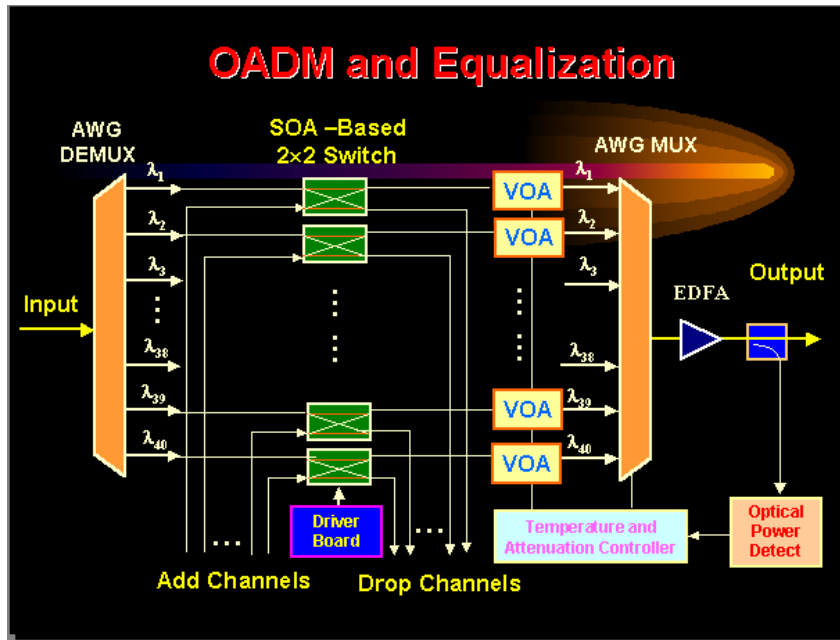 OADM and Equalization
AWG
DEMUX
SOA –Based
2×2 Switch
AWG MUX
λ1
λ2
λ3
λ38
λ39
λ40
Input
VOA
VOA
VOA
VOA
λ1
λ2
λ3
λ38
λ39
λ40
EDFA
Output
Driver
Board
Temperature and
Attenuation Controller
Optical
Power
Detect
Add Channels
Drop Channels